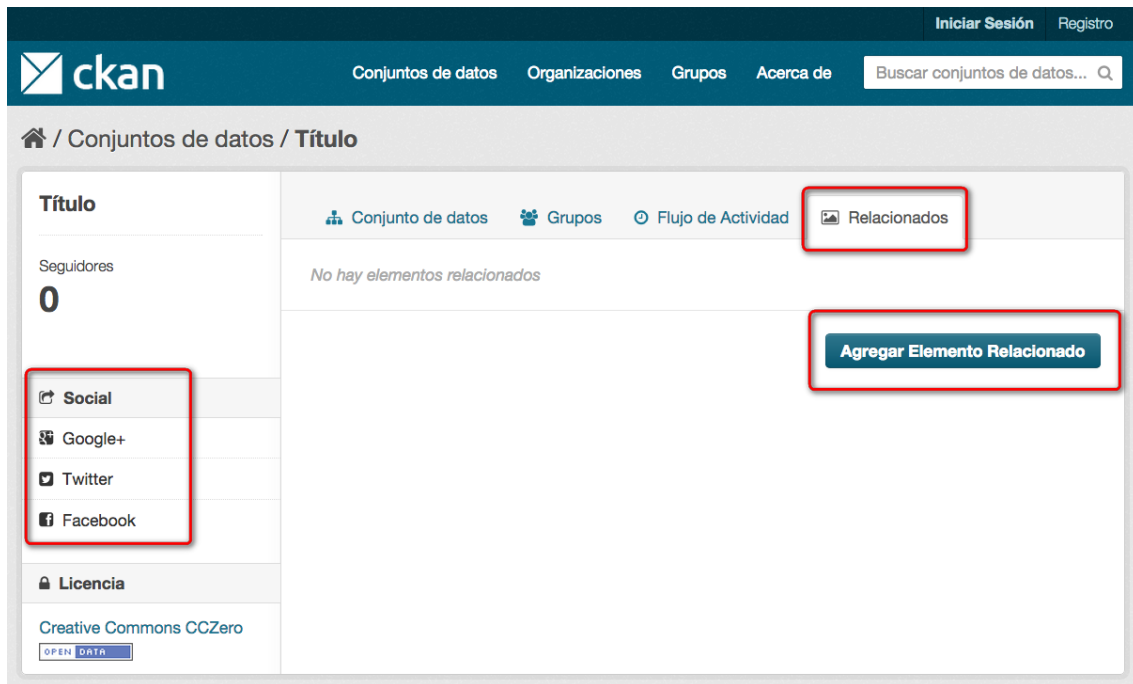 Iniciar Sesión Registro
ckan Conjuntos de datos Organizaciones Grupos Acerca de Buscar conjuntos de datos...
/ Conjuntos de datos / Título
Título
Seguidores
0
Social
Google+
Twitter
Facebook
Licencia
Creative Commons CCZero
OPEN DATA
Conjunto de datos Grupos Flujo de Actividad Relacionados
No hay elementos relacionados
Agregar Elemento Relacionado